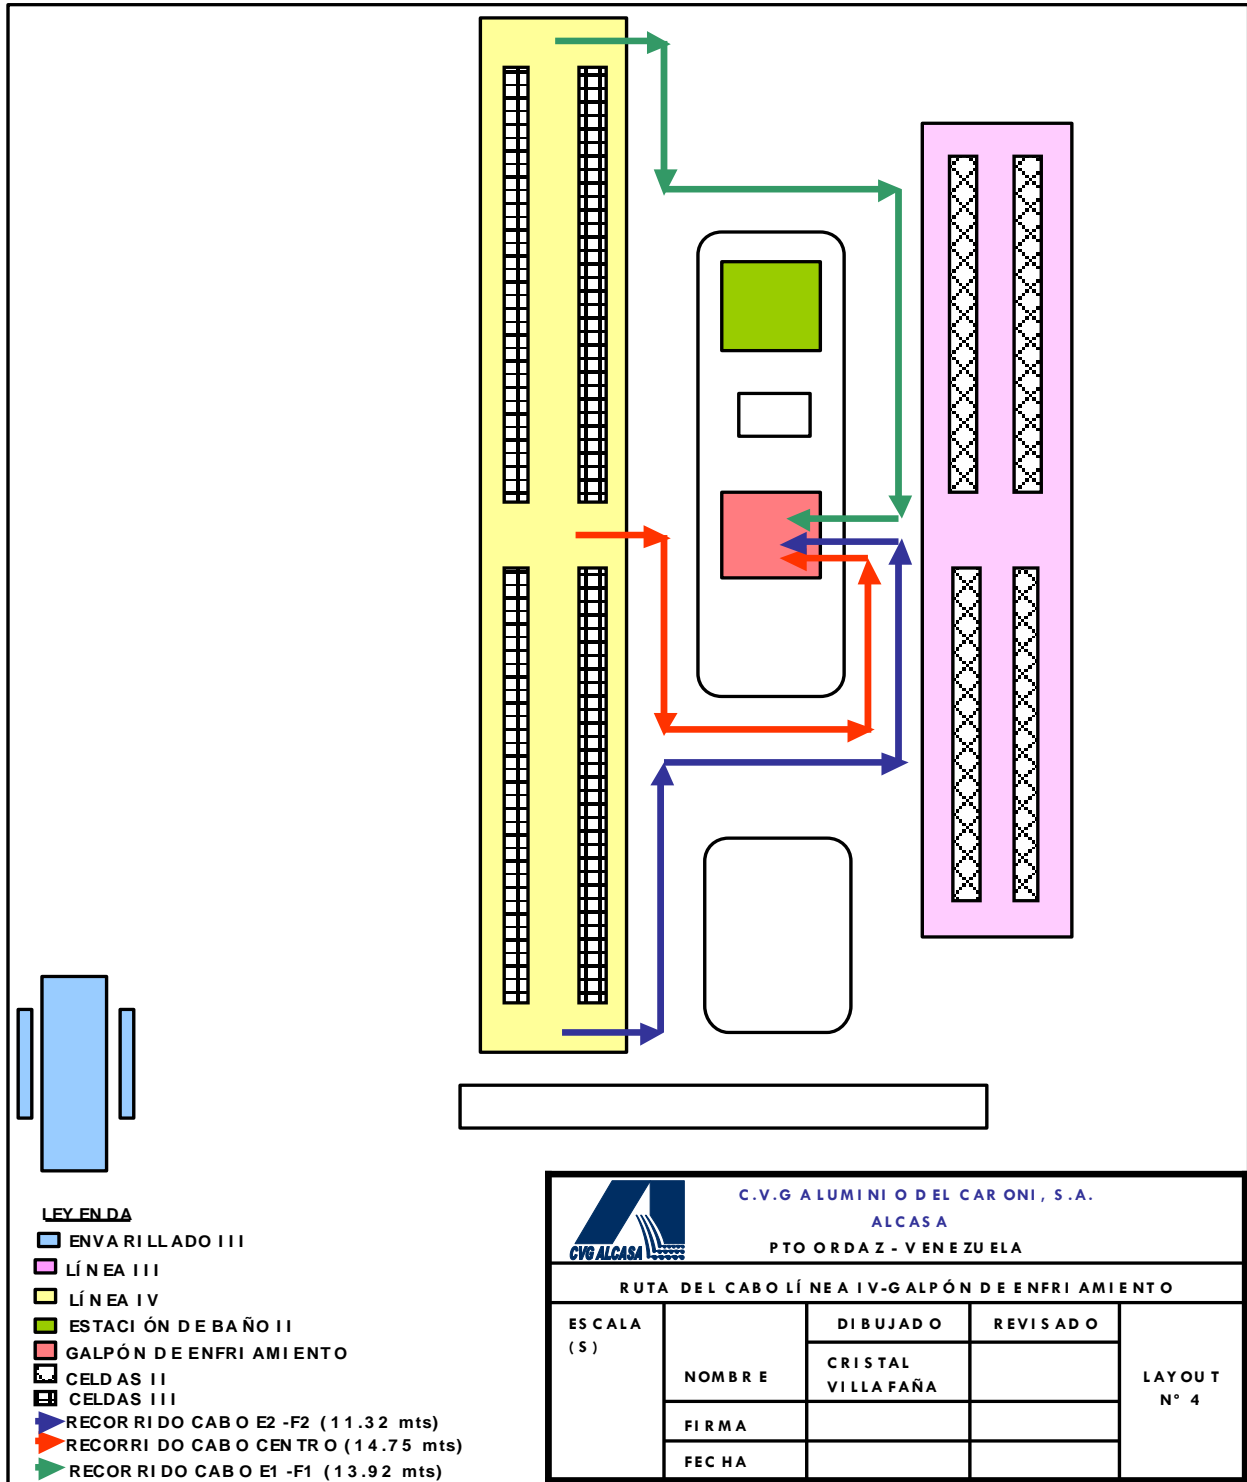 LEYENDA
ENVARILLADO III
LÍNEA III
LÍNEA IV
ESTACIÓN DE BAÑO II
GALPÓN DE ENFRIAMIENTO
CELDAS II
CELDAS III
RECORRIDO CABO E2-F2 (11.32 mts)
RECORRIDO CABO CENTRO (14.75 mts)
RECORRIDO CABO E1-F1 (13.92 mts)
CVG ALCASA
C.V.G ALUMINIO DEL CARONI, S.A.
ALCASA
PTO ORDAZ - VENEZUELA
RUTA DEL CABO LÍNEA IV-GALPÓN DE ENFRIAMIENTO
ESCALA
(S)
DIBUJADO
REVISADO
NOMBRE
CRISTAL
VILLAFAÑA
FIRMA
FECHA
LAYOUT
N° 4